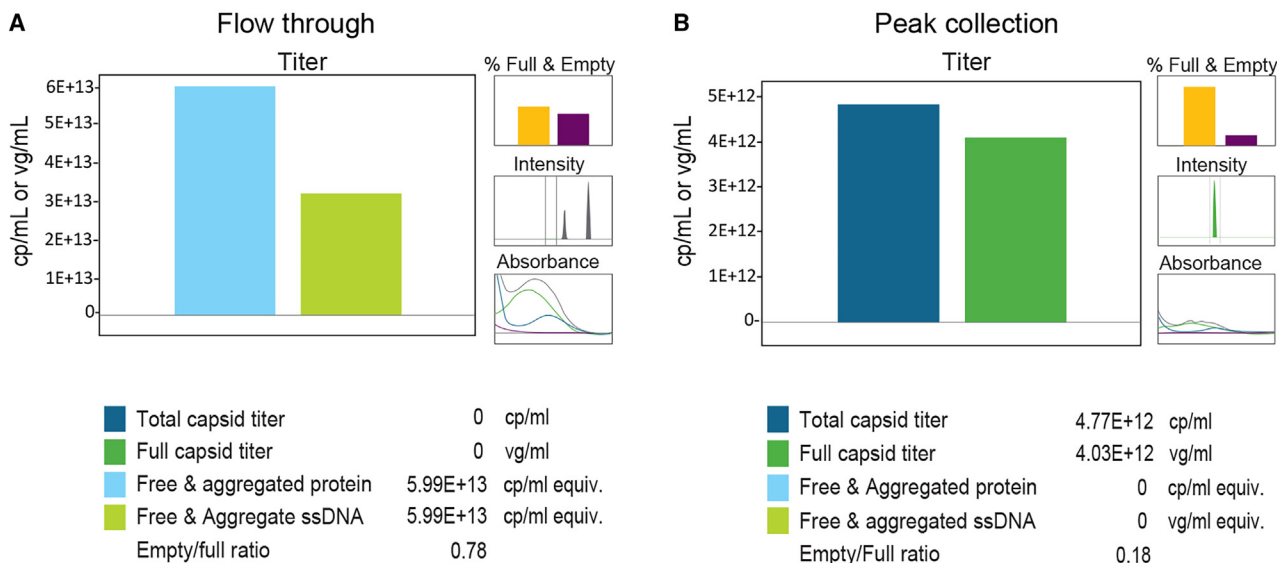 A
Flow through
Titer
cp/mL or vg/mL
6E+13
5E+13
4E+13
3E+13
2E+13
1E+13
0
% Full & Empty
Intensity
Absorbance
Total capsid titer 0 cp/ml
Full capsid titer 0 vg/ml
Free & aggregated protein 5.99E+13 cp/ml equiv.
Free & Aggregate ssDNA 5.99E+13 cp/ml equiv.
Empty/full ratio 0.78
B
Peak collection
Titer
cp/mL or vg/mL
5E+12
4E+12
3E+12
2E+12
1E+12
0
% Full & Empty
Intensity
Absorbance
Total capsid titer 4.77E+12 cp/ml
Full capsid titer 4.03E+12 vg/ml
Free & Aggregated protein 0 cp/ml equiv.
Free & aggregated ssDNA 0 vg/ml equiv.
Empty/Full ratio 0.18